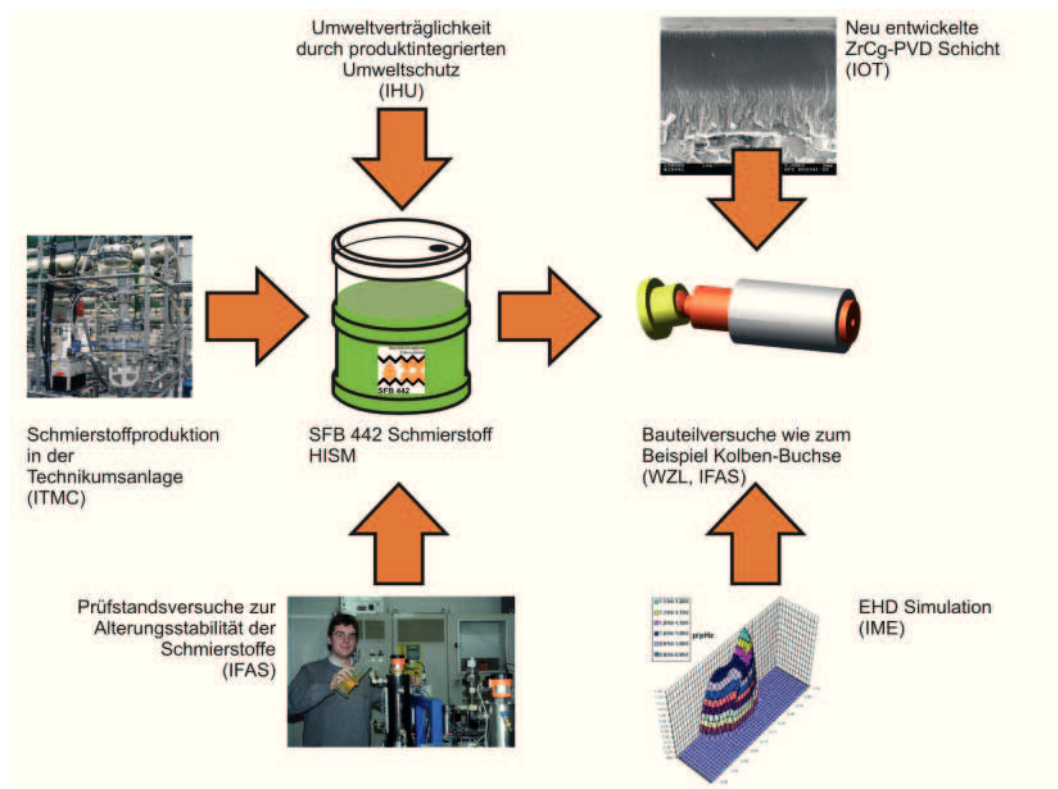 Umweltverträglichkeit
durch produktintegrierten
Umweltschutz
(IHU)
Neu entwickelte
ZrCg-PVD Schicht
(IOT)
SFB 442
Schmierstoffproduktion
in der
Technikumsanlage
(ITMC)
SFB 442 Schmierstoff
HISM
Bauteilversuche wie zum
Beispiel Kolben-Buchse
(WZL, IFAS)
Prüfstandsversuche zur
Alterungsstabilität der
Schmierstoffe
(IFAS)
p/pHz
EHD Simulation
(IME)